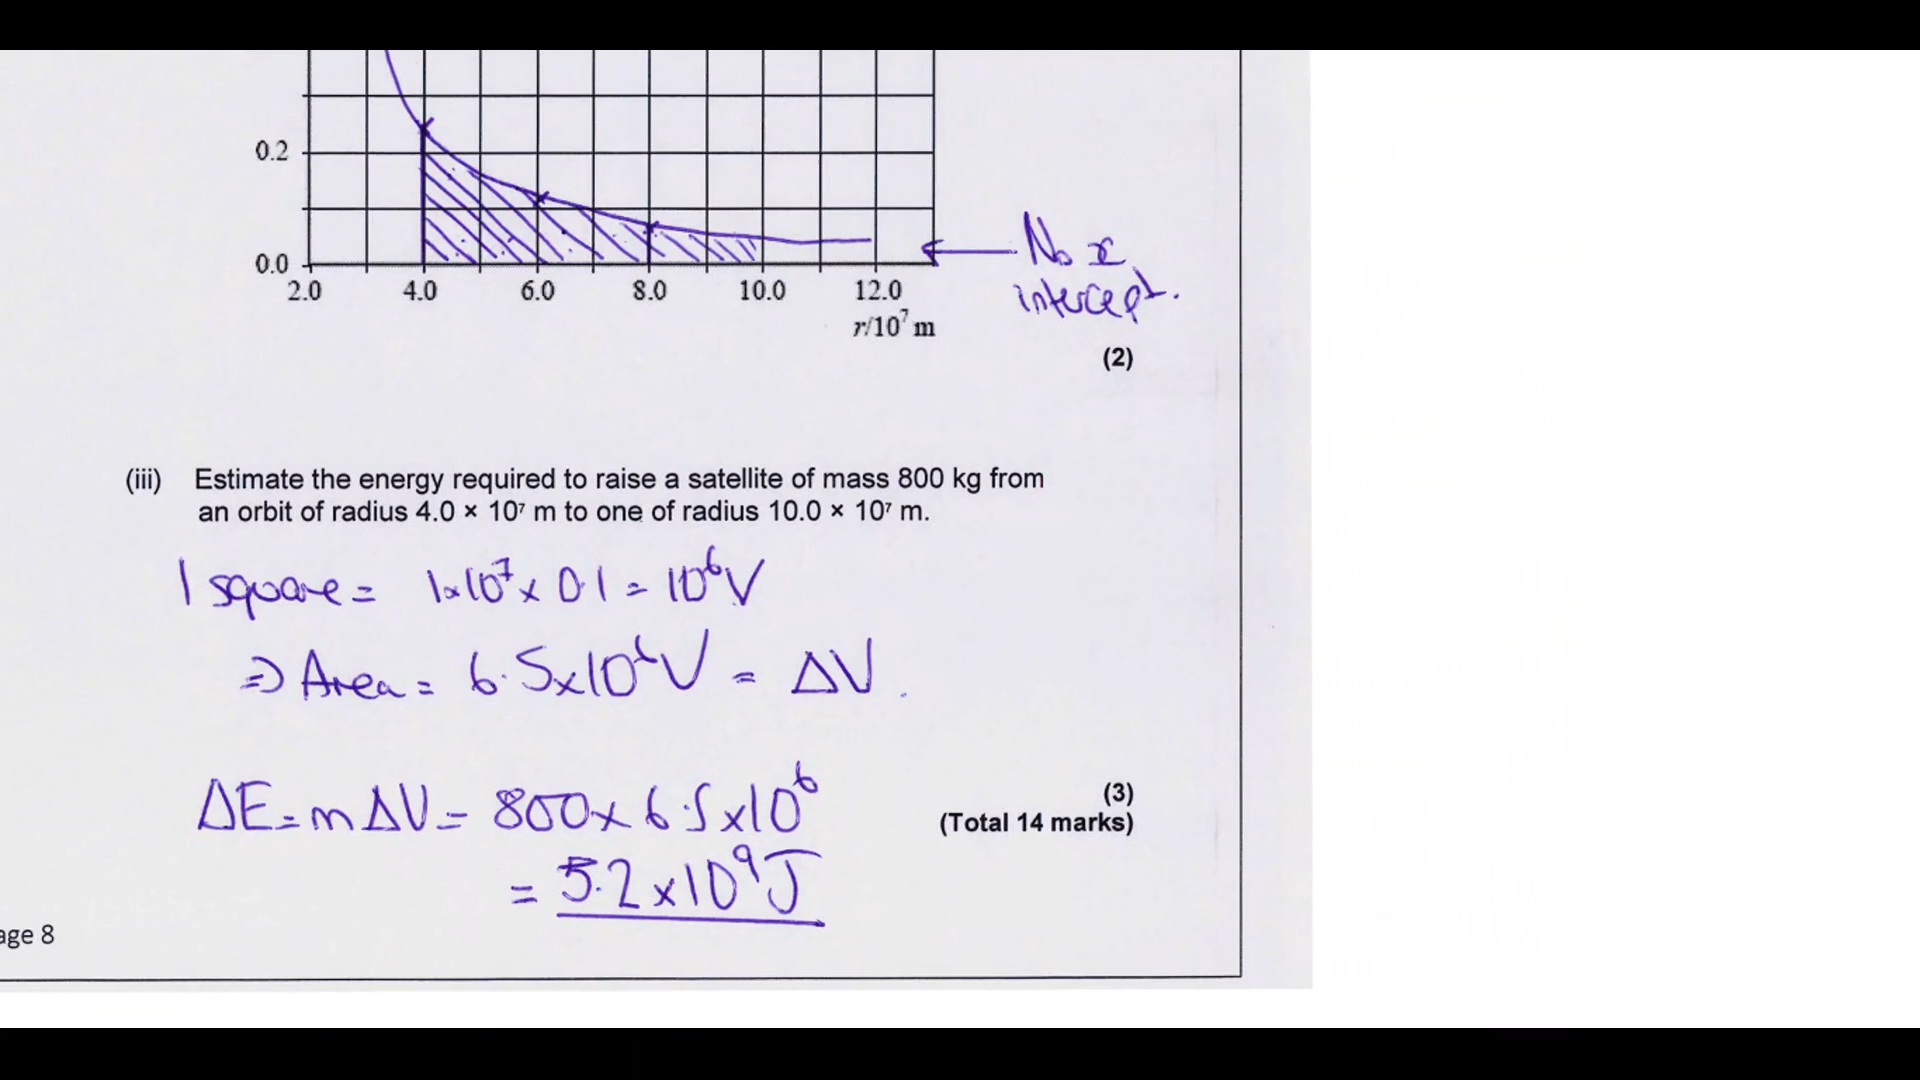 0.2
0.0
2.0 4.0 6.0 8.0 10.0 12.0
r/10⁷ m
No x
intercept.
(2)
(iii) Estimate the energy required to raise a satellite of mass 800 kg from
an orbit of radius 4.0 × 10⁷ m to one of radius 10.0 × 10⁷ m.
1 square = 1×10⁷ × 0.1 = 10⁶ V
⇒ Area = 6.5×10⁶ V = ΔV.
ΔE = mΔV = 800 × 6.5×10⁶
= 5.2×10⁹ J
(3)
(Total 14 marks)
age 8